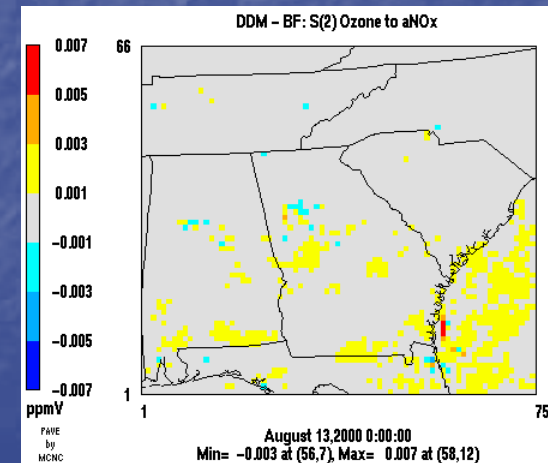 DDM - BF: S(2) Ozone to aNOx
0.007
0.005
0.003
0.001
-0.001
-0.003
-0.005
-0.007
ppmV
66
1
1
75
PAVE
by
MCNC
August 13,2000 0:00:00
Min= -0.003 at (56,7), Max= 0.007 at (58,12)